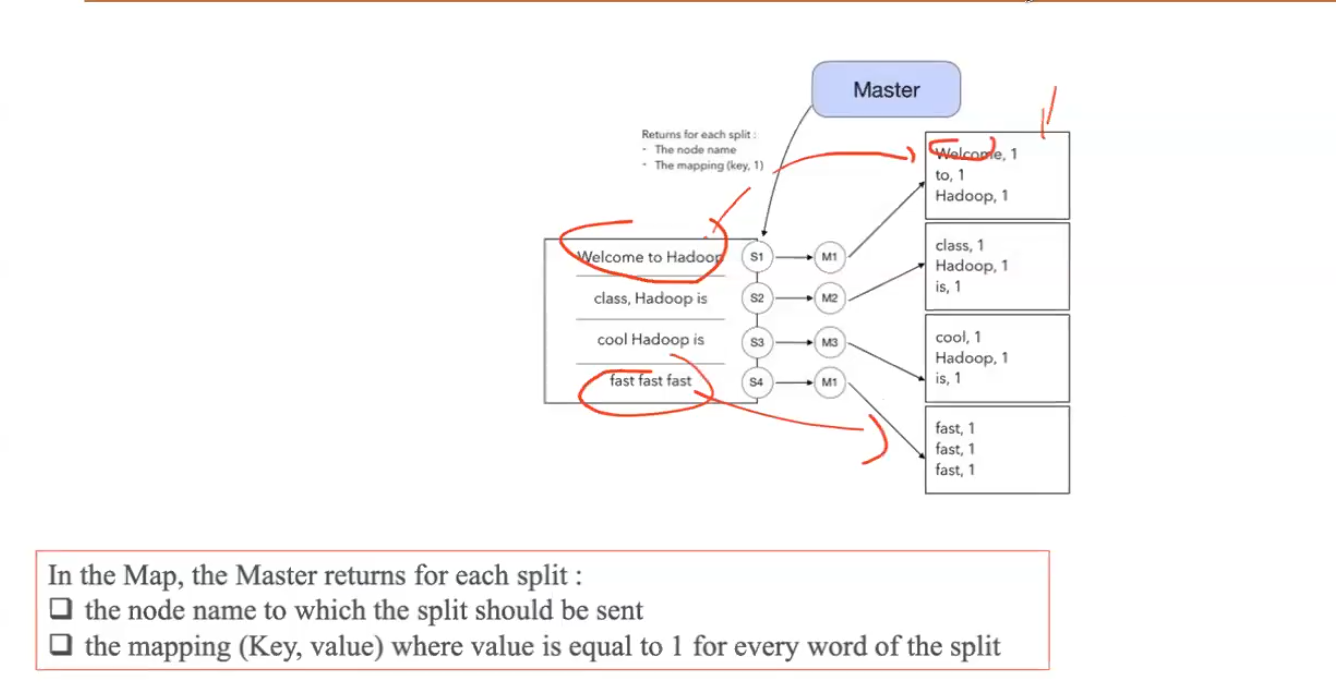 Master
Returns for each split :
- The node name
- The mapping (key, 1)
Welcome to Hadoop
class, Hadoop is
cool Hadoop is
fast fast fast
S1
S2
S3
S4
M1
M2
M3
M1
Welcome, 1
to, 1
Hadoop, 1
class, 1
Hadoop, 1
is, 1
cool, 1
Hadoop, 1
is, 1
fast, 1
fast, 1
fast, 1
In the Map, the Master returns for each split :
❑ the node name to which the split should be sent
❑ the mapping (Key, value) where value is equal to 1 for every word of the split